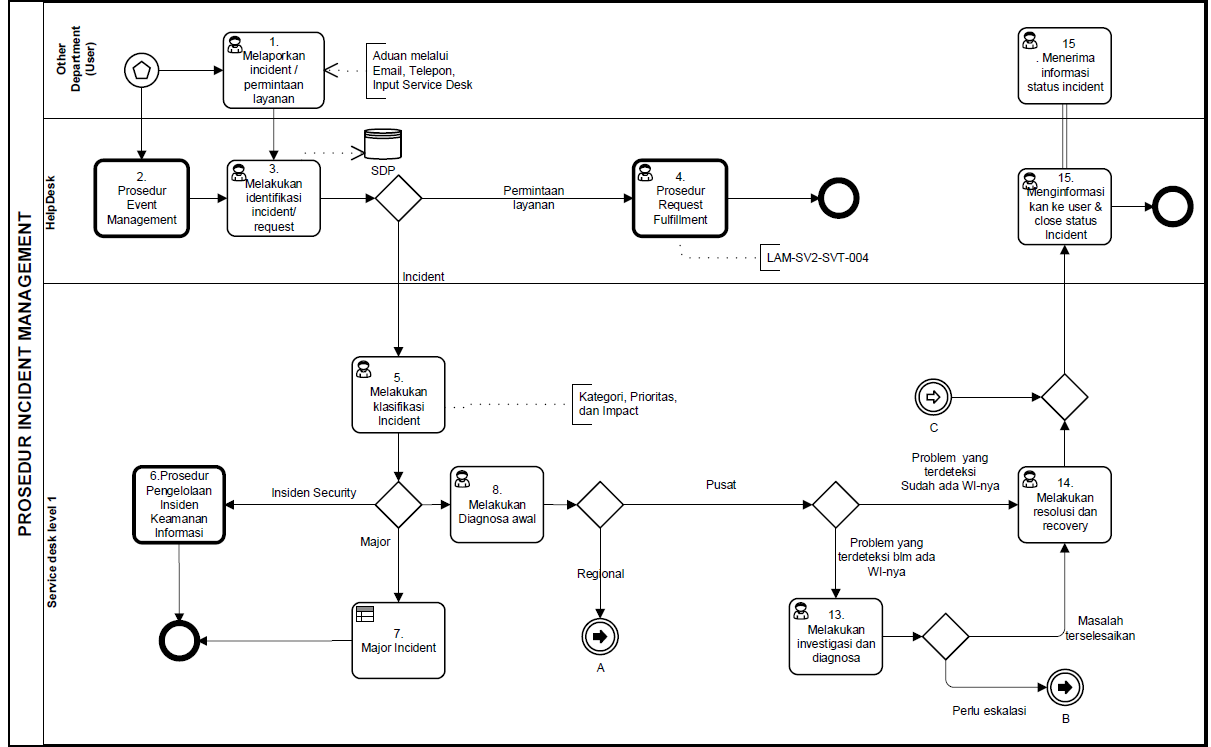 PROSEDUR INCIDENT MANAGEMENT
Other
Department
(User)
1.
Melaporkan
incident /
permintaan
layanan
Aduan melalui
Email, Telepon,
Input Service Desk
15
. Menerima
informasi
status incident
HelpDesk
2.
Prosedur
Event
Management
3.
Melakukan
identifikasi
incident/
request
SDP
Permintaan
layanan
4.
Prosedur
Request
Fulfillment
LAM-SV2-SVT-004
15.
Menginformasi
kan ke user &
close status
Incident
Incident
Service desk level 1
5.
Melakukan
klasifikasi
Incident
Kategori, Prioritas,
dan Impact
C
6.Prosedur
Pengelolaan
Insiden
Keamanan
Informasi
Insiden Security
8.
Melakukan
Diagnosa awal
Pusat
Problem yang
terdeteksi
Sudah ada WI-nya
14.
Melakukan
resolusi dan
recovery
Major
Regional
Problem yang
terdeteksi blm ada
WI-nya
7.
Major Incident
A
13.
Melakukan
investigasi dan
diagnosa
Masalah
terselesaikan
Perlu eskalasi
B